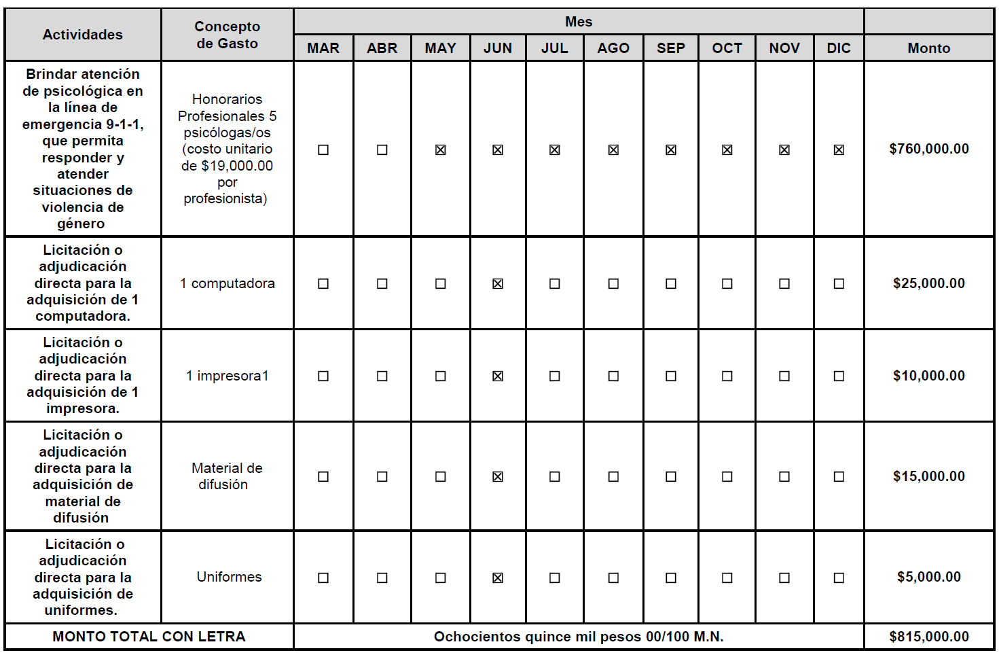 Actividades
Concepto
de Gasto
Mes
MAR ABR MAY JUN JUL AGO SEP OCT NOV DIC Monto
Brindar atención
de psicológica en
la línea de
emergencia 9-1-1,
que permita
responder y
atender
situaciones de
violencia de
género
Honorarios
Profesionales 5
psicólogas/os
(costo unitario
de $19,000.00
por
profesionista)
☐ ☐ ☒ ☒ ☒ ☒ ☒ ☒ ☒ ☒ $760,000.00
Licitación o
adjudicación
directa para la
adquisición de 1
computadora.
1 computadora
☐ ☐ ☐ ☒ ☐ ☐ ☐ ☐ ☐ ☐ $25,000.00
Licitación o
adjudicación
directa para la
adquisición de 1
impresora.
1 impresora1
☐ ☐ ☐ ☒ ☐ ☐ ☐ ☐ ☐ ☐ $10,000.00
Licitación o
adjudicación
directa para la
adquisición de
material de
difusión
Material de
difusión
☐ ☐ ☐ ☒ ☐ ☐ ☐ ☐ ☐ ☐ $15,000.00
Licitación o
adjudicación
directa para la
adquisición de
uniformes.
Uniformes
☐ ☐ ☐ ☒ ☐ ☐ ☐ ☐ ☐ ☐ $5,000.00
MONTO TOTAL CON LETRA Ochocientos quince mil pesos 00/100 M.N. $815,000.00